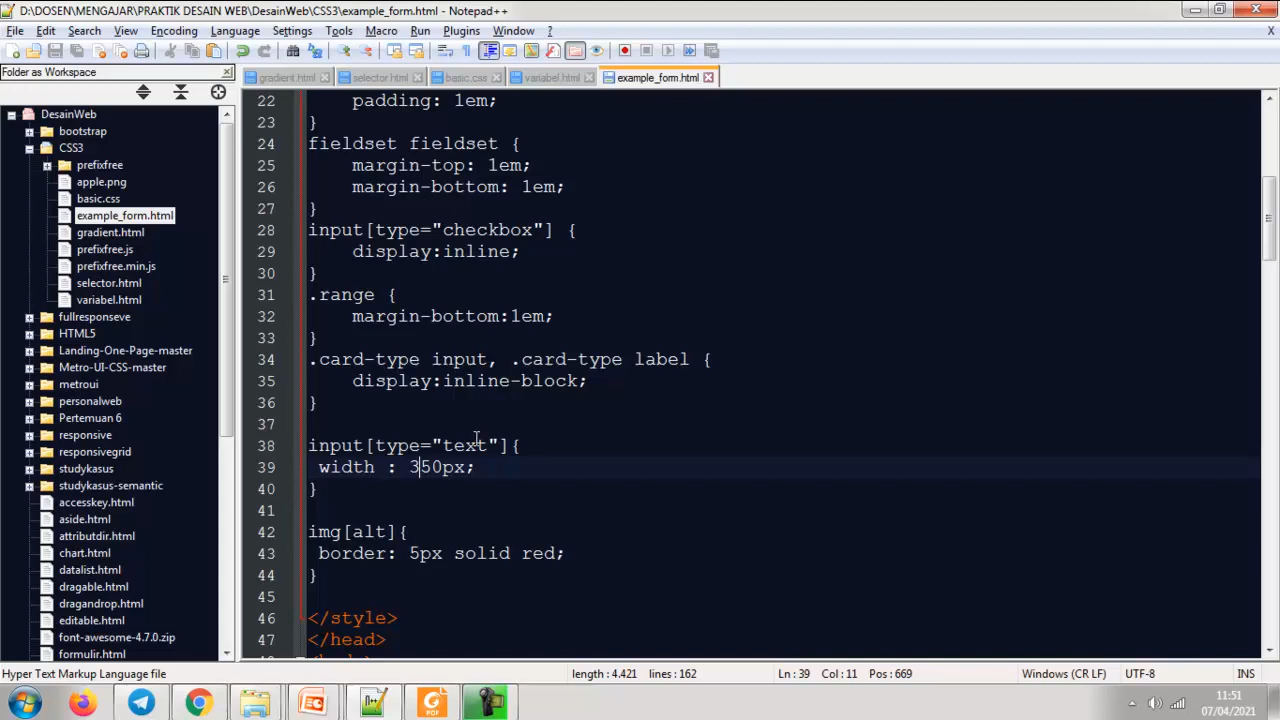 D:\DOSEN\MENGAJAR\PRAKTIK DESAIN WEB\DesainWeb\CSS3\example_form.html - Notepad++
File Edit Search View Encoding Language Settings Tools Macro Run Plugins Window ? X
Folder as Workspace
gradient.html selector.html basic.css variabel.html example_form.html
DesainWeb
bootstrap
CSS3
prefixfree
apple.png
basic.css
example_form.html
gradient.html
prefixfree.js
prefixfree.min.js
selector.html
variabel.html
fullresponseve
HTML5
Landing-One-Page-master
Metro-UI-CSS-master
metroui
personalweb
Pertemuan 6
responsive
responsivegrid
studykasus
studykasus-semantic
accesskey.html
aside.html
attributdir.html
chart.html
datalist.html
dragable.html
dragandrop.html
editable.html
font-awesome-4.7.0.zip
formulir.html
22 padding: 1em;
23 }
24 fieldset fieldset {
25 margin-top: 1em;
26 margin-bottom: 1em;
27 }
28 input[type="checkbox"] {
29 display:inline;
30 }
31 .range {
32 margin-bottom:1em;
33 }
34 .card-type input, .card-type label {
35 display:inline-block;
36 }
37
38 input[type="text"]{
39 width : 350px;
40 }
41
42 img[alt]{
43 border: 5px solid red;
44 }
45
46 </style>
47 </head>
Hyper Text Markup Language file length : 4.421 lines : 162 Ln : 39 Col : 11 Pos : 669 Windows (CR LF) UTF-8 INS
PDF
11:51
07/04/2021